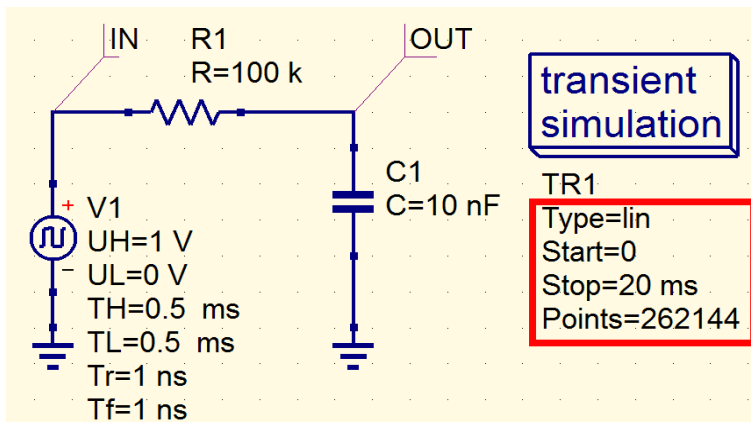 IN
R1
R=100 k
OUT
V1
UH=1 V
UL=0 V
TH=0.5 ms
TL=0.5 ms
Tr=1 ns
Tf=1 ns
C1
C=10 nF
transient
simulation
TR1
Type=lin
Start=0
Stop=20 ms
Points=262144